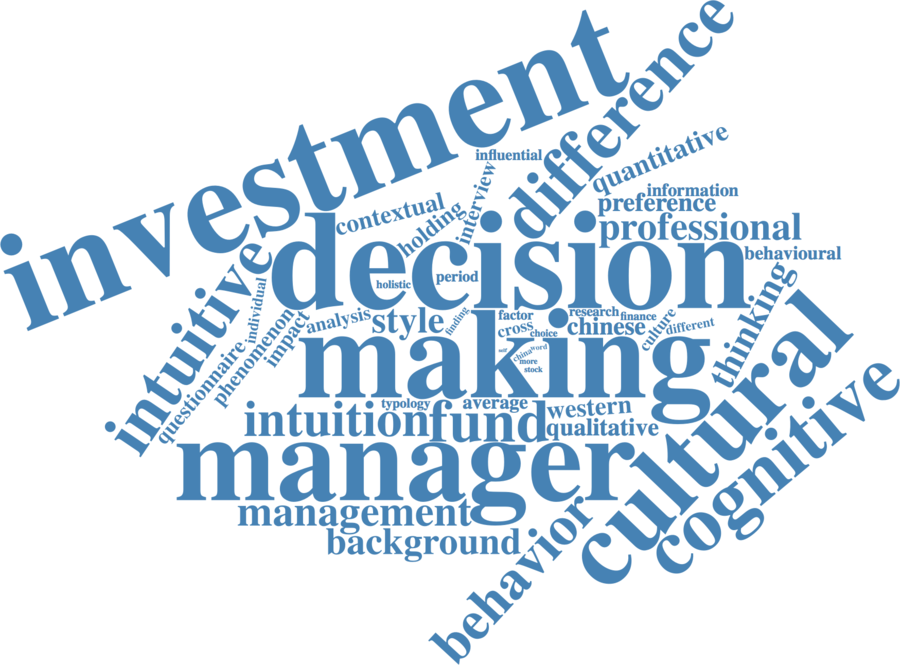 investment
difference
influential
quantitative
interview
information
preference
contextual
holding
professional
decision
behavioural
intuitive
individual
holistic
period
thinking
phenomenon
impact
analysis
style
finding
factor
cross
choice
research
finance
chinese
culture
different
questionnaire
making
self
china
word
more
stock
cultural
cognitive
typology
average
western
intuition
fund
qualitative
manager
management
background
behavior